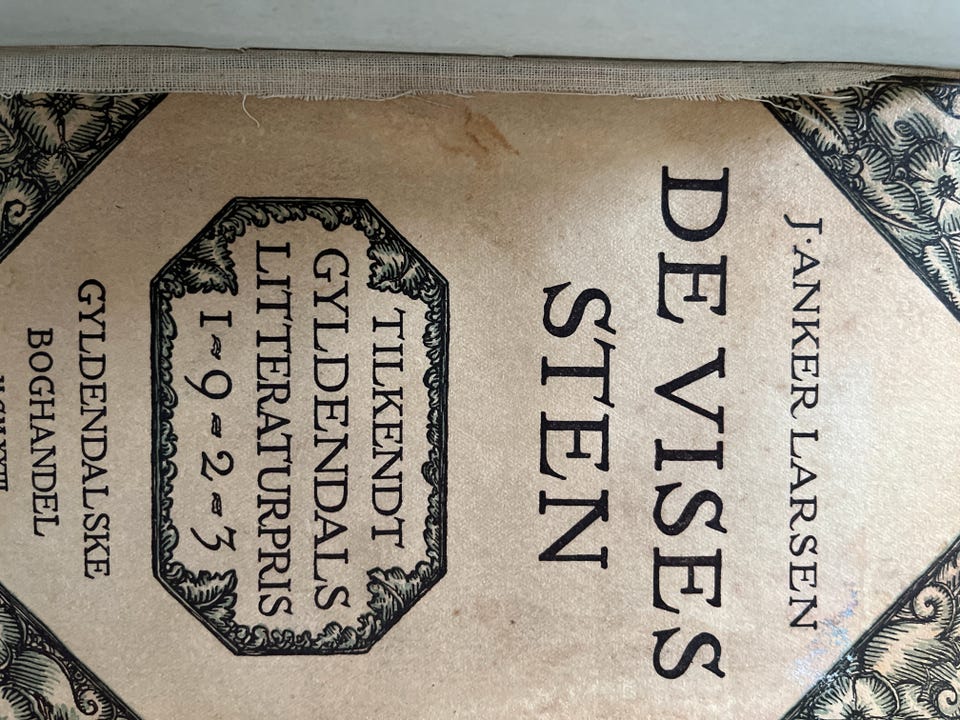 J·ANKER LARSEN
DE VISES
STEN
TILKENDT
GYLDENDALS
LITTERATURPRIS
1=9=2=3
GYLDENDALSKE
BOGHANDEL